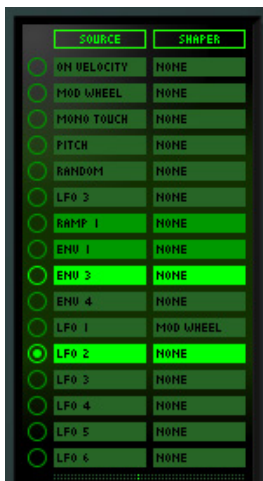 SOURCE SHAPER
ON VELOCITY NONE
MOD WHEEL NONE
MONO TOUCH NONE
PITCH NONE
RANDOM NONE
LFO 3 NONE
RAMP 1 NONE
ENV 1 NONE
ENV 3 NONE
ENV 4 NONE
LFO 1 MOD WHEEL
LFO 2 NONE
LFO 3 NONE
LFO 4 NONE
LFO 5 NONE
LFO 6 NONE